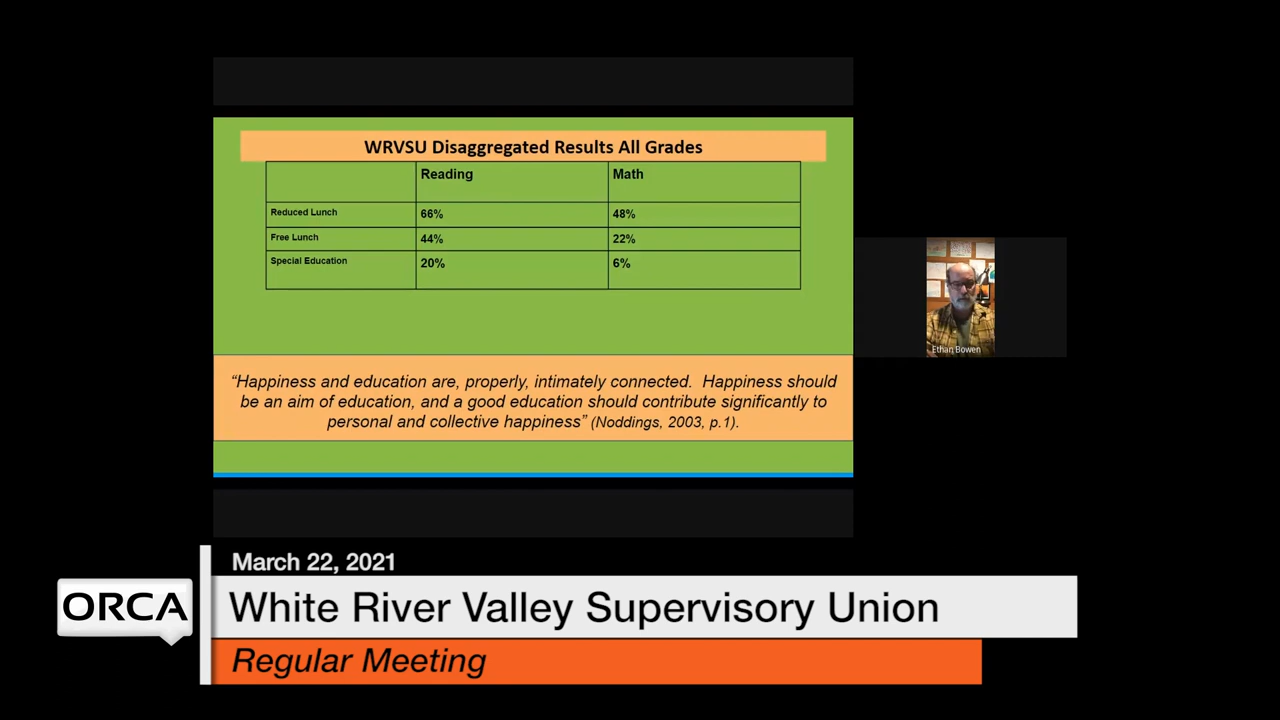 WRVSU Disaggregated Results All Grades
Reading Math
Reduced Lunch 66% 48%
Free Lunch 44% 22%
Special Education 20% 6%
“Happiness and education are, properly, intimately connected. Happiness should
be an aim of education, and a good education should contribute significantly to
personal and collective happiness” (Noddings, 2003, p.1).
Ethan Bowen
March 22, 2021
ORCA
White River Valley Supervisory Union
Regular Meeting